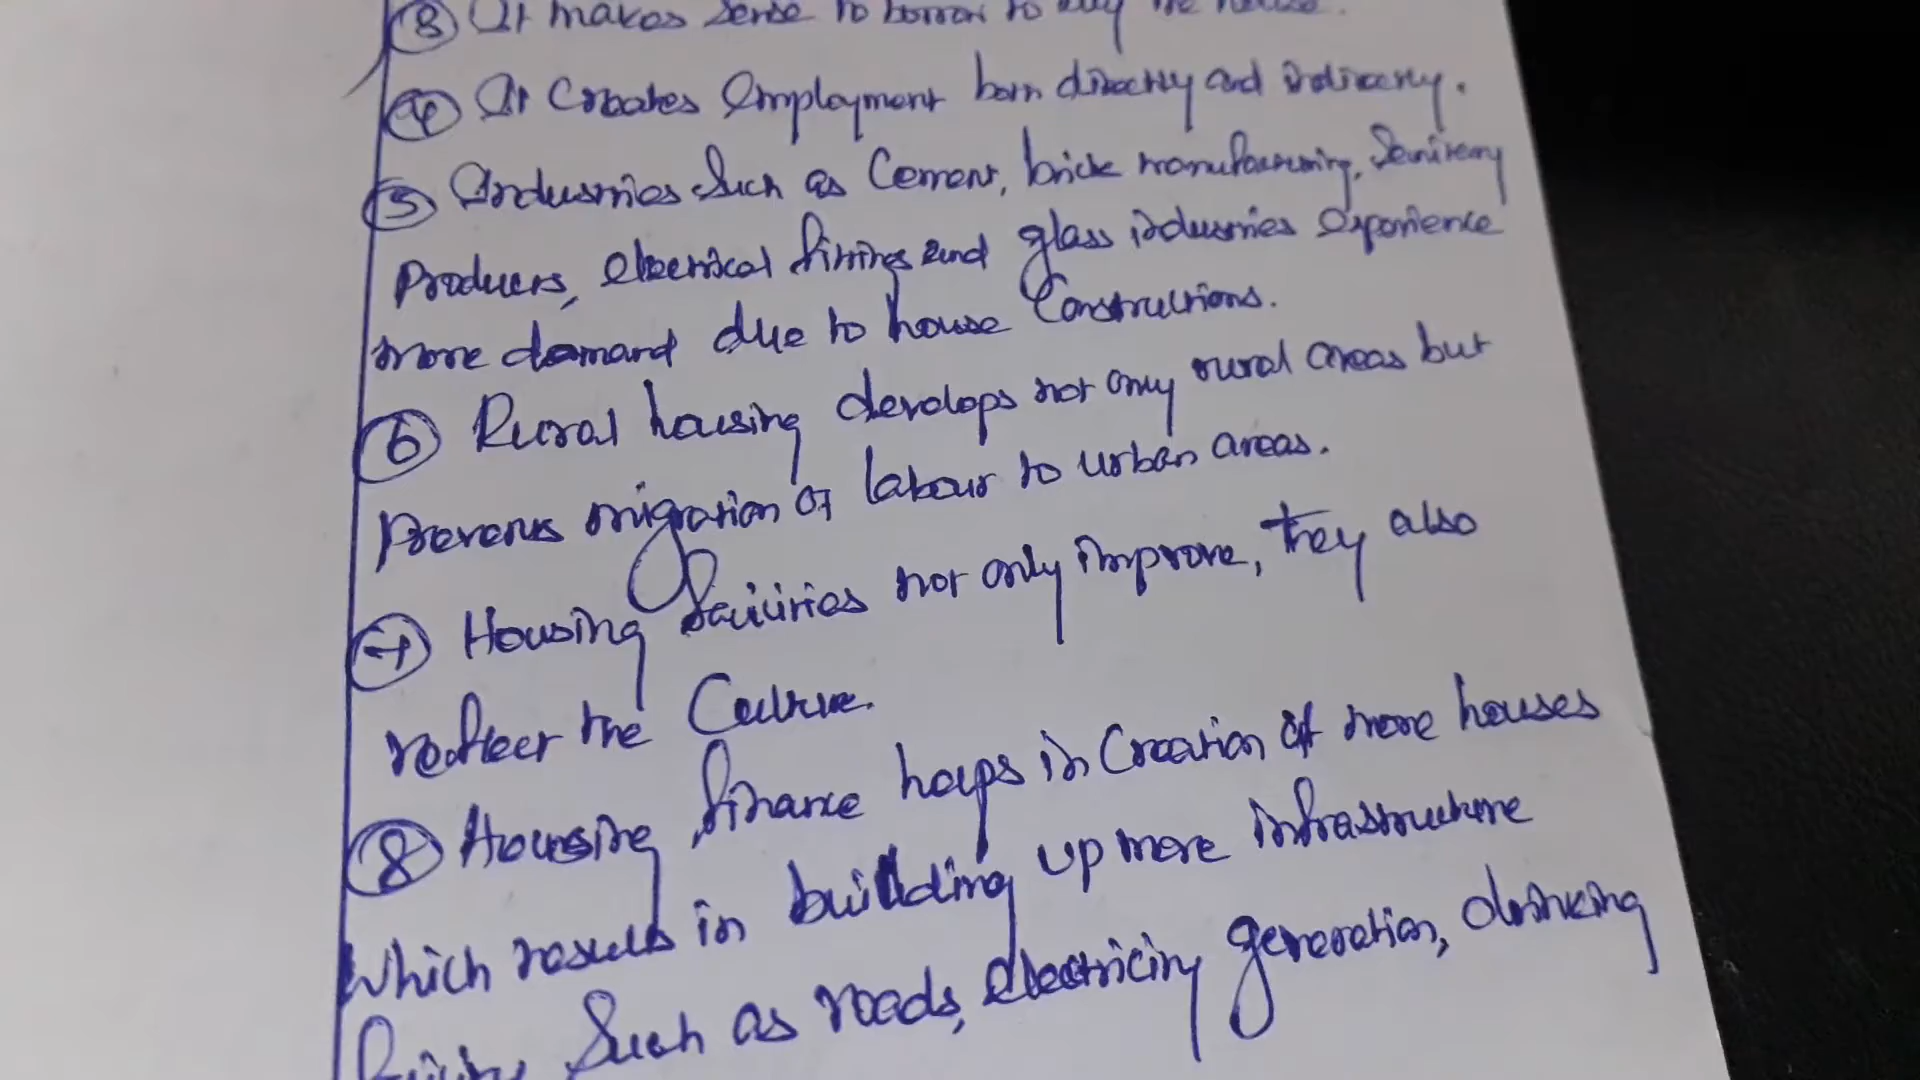 ③ It makes sense to borrow to buy the house.
④ It Creates Employment both directly and indirectly.
⑤ Industries Such as Cement, brick manufacturing, Sanitary
Products, electrical fittings and glass industries experience
more demand due to house Constructions.
⑥ Rural housing develops not only rural areas but
prevents migration of labour to urban areas.
⑦ Housing facilities not only improve, they also
reflect the Culture.
⑧ Housing finance helps in Creation of more houses
Which results in building up more infrastructure
Such as roads, Electricity generation, drinking